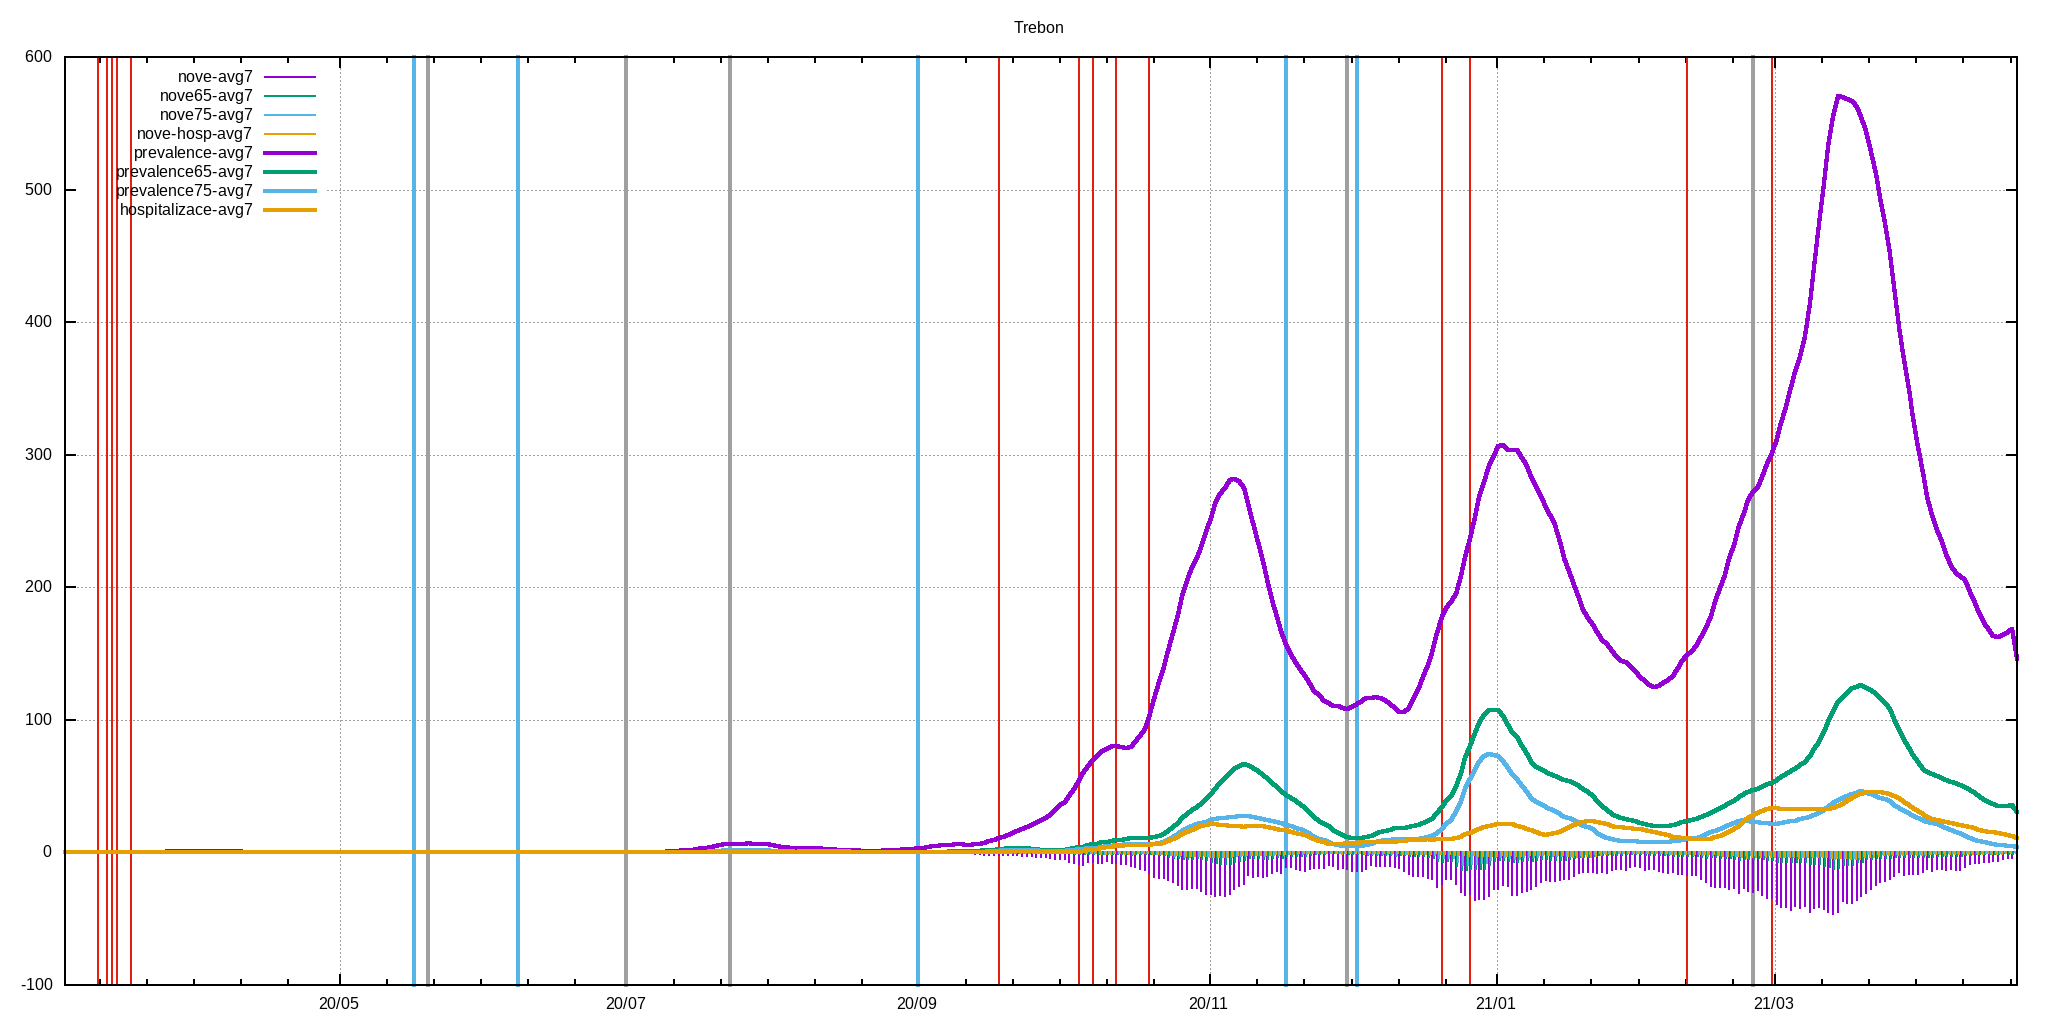 Trebon
600
500
400
300
200
100
0
-100
nove-avg7
nove65-avg7
nove75-avg7
nove-hosp-avg7
prevalence-avg7
prevalence65-avg7
prevalence75-avg7
hospitalizace-avg7
20/05
20/07
20/09
20/11
21/01
21/03